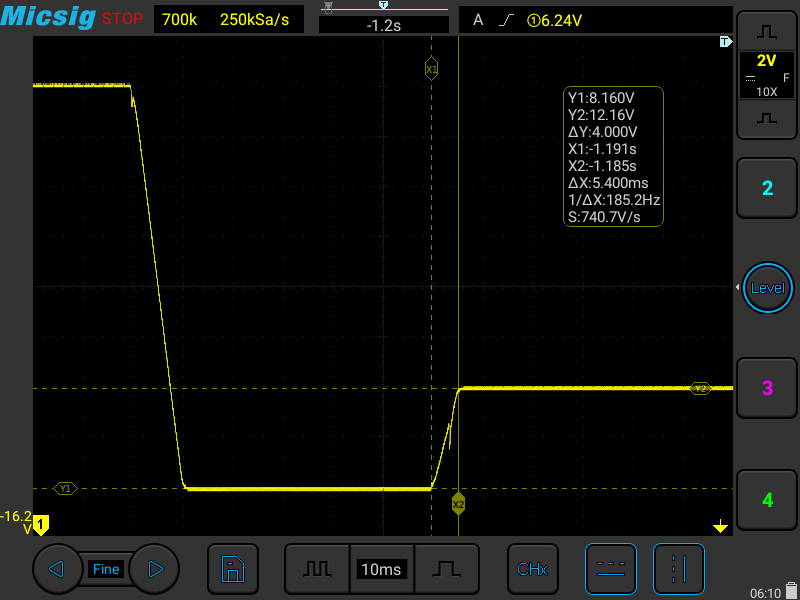 Micsig STOP 700k 250kSa/s T -1.2s A ①6.24V
T
X1
2V
F
10X
Y1:8.160V
Y2:12.16V
ΔY:4.000V
X1:-1.191s
X2:-1.185s
ΔX:5.400ms
1/ΔX:185.2Hz
S:740.7V/s
2
Level
3
Y2
Y1
X2
4
-16.2
V
1
Fine
10ms
CHx
06:10